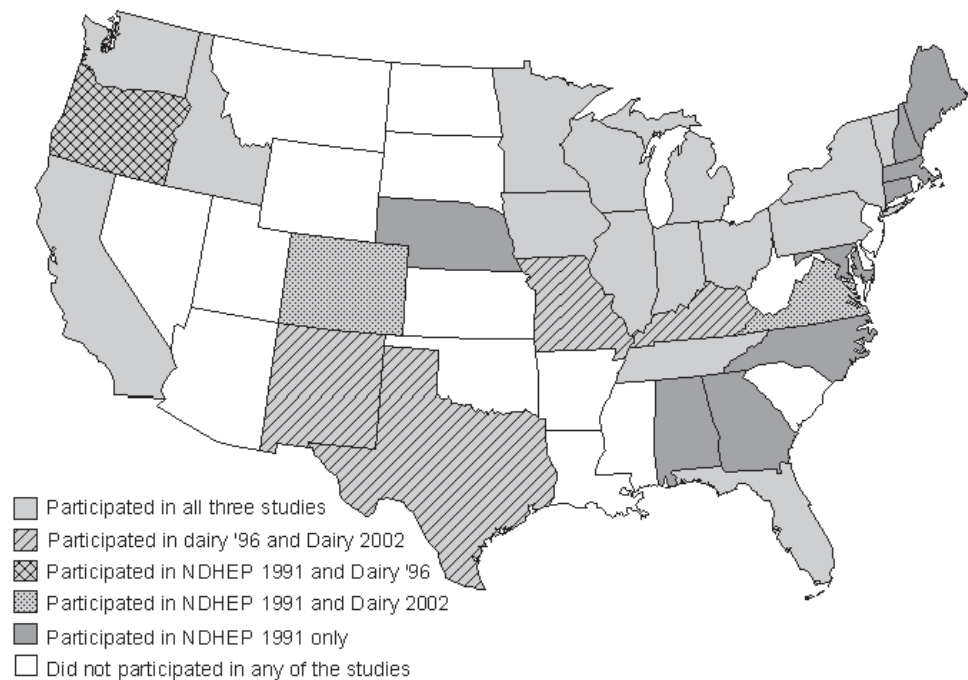 Participated in all three studies
Participated in dairy '96 and Dairy 2002
Participated in NDHEP 1991 and Dairy '96
Participated in NDHEP 1991 and Dairy 2002
Participated in NDHEP 1991 only
Did not participated in any of the studies